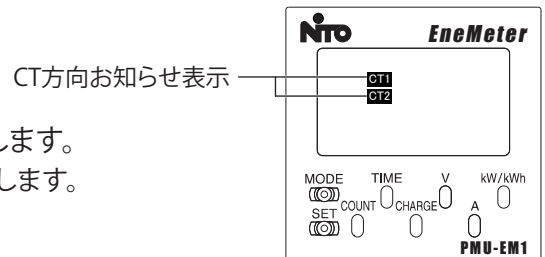 NITO EneMeter
CT方向お知らせ表示
CT1
CT2
します。
します。
MODE TIME V kW/kWh
SET COUNT CHARGE A
PMU-EM1